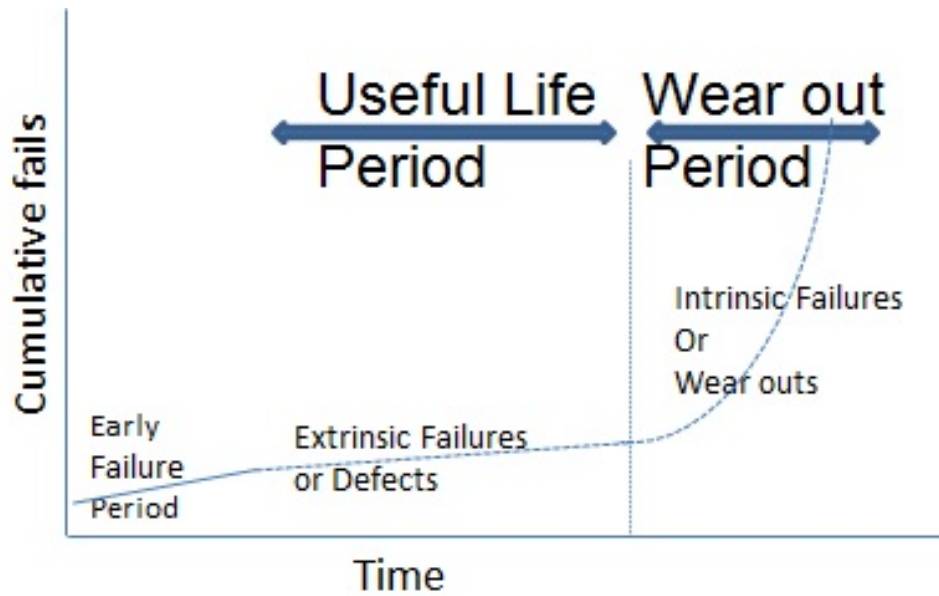 Useful Life
Period
Wear out
Period
Cumulative fails
Intrinsic Failures
Or
Wear outs
Early
Failure
Period
Extrinsic Failures
or Defects
Time